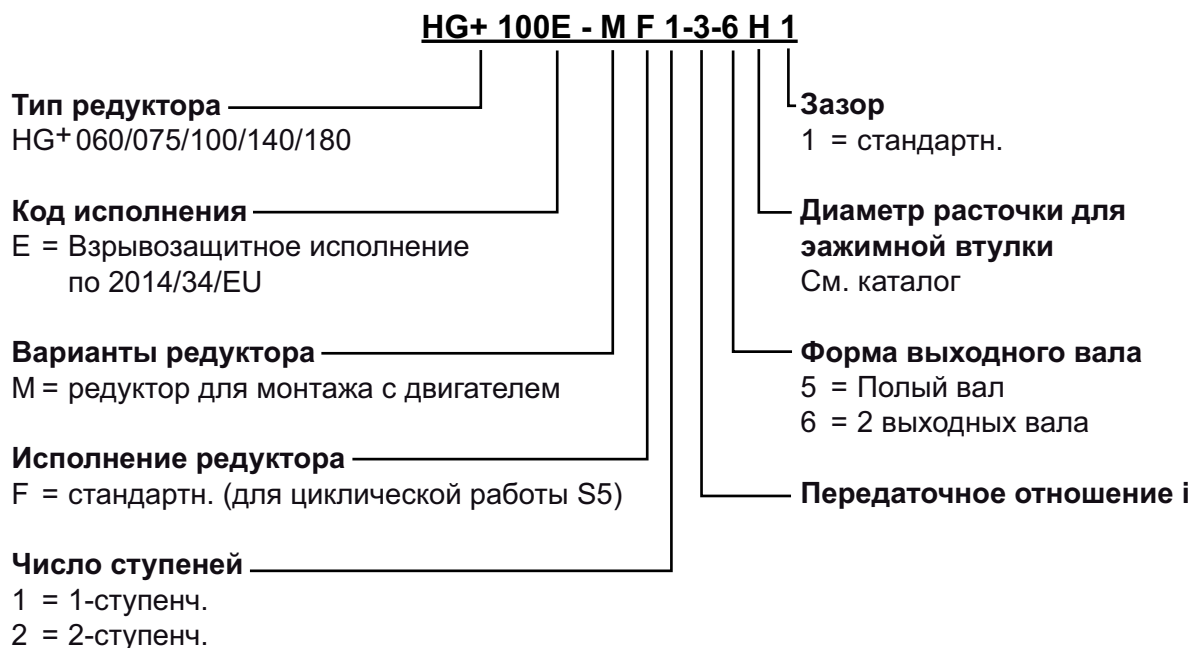 HG+ 100E - M F 1-3-6 H 1
Тип редуктора
HG+ 060/075/100/140/180
Код исполнения
E = Взрывозащитное исполнение
по 2014/34/EU
Варианты редуктора
M = редуктор для монтажа с двигателем
Исполнение редуктора
F = стандартн. (для циклической работы S5)
Число ступеней
1 = 1-ступенч.
2 = 2-ступенч.
Зазор
1 = стандартн.
Диаметр расточки для
эажимной втулки
См. каталог
Форма выходного вала
5 = Полый вал
6 = 2 выходных вала
Передаточное отношение i